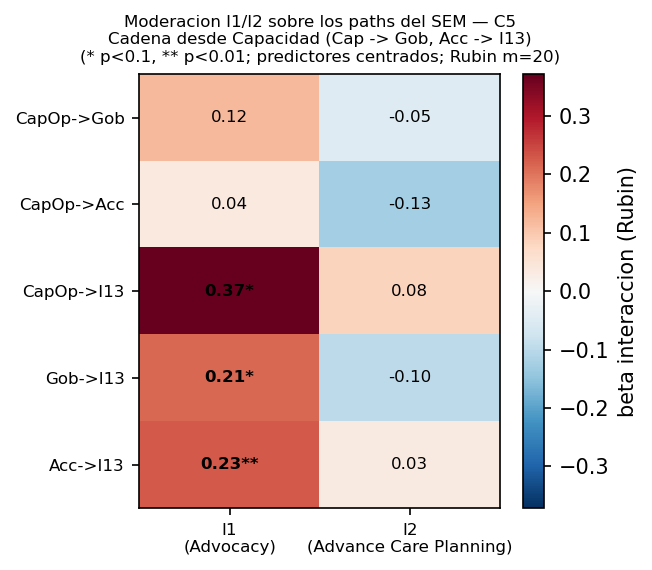 Moderacion I1/I2 sobre los paths del SEM — C5
Cadena desde Capacidad (Cap -> Gob, Acc -> I13)
(* p<0.1, ** p<0.01; predictores centrados; Rubin m=20)
CapOp->Gob
0.12
-0.05
CapOp->Acc
0.04
-0.13
CapOp->I13
0.37*
0.08
Gob->I13
0.21*
-0.10
Acc->I13
0.23**
0.03
I1
(Advocacy)
I2
(Advance Care Planning)
0.3
0.2
0.1
0.0
−0.1
−0.2
−0.3
beta interaccion (Rubin)